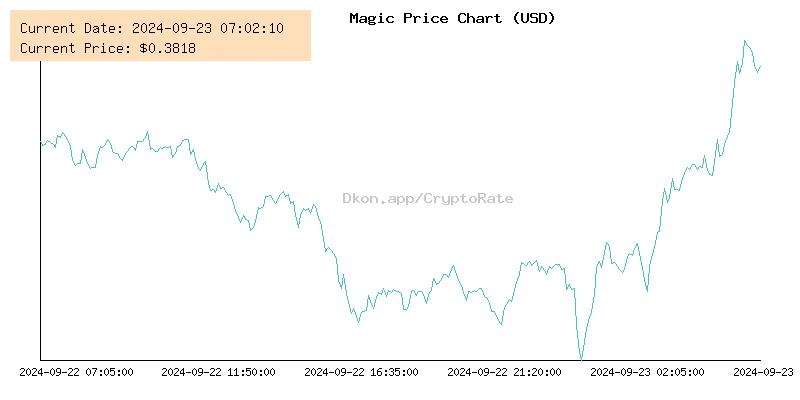 Magic Price Chart (USD)
Current Date: 2024-09-23 07:02:10
Current Price: $0.3818
Dkon.app/CryptoRate
2024-09-22 07:05:00 2024-09-22 11:50:00 2024-09-22 16:35:00 2024-09-22 21:20:00 2024-09-23 02:05:00 2024-09-23